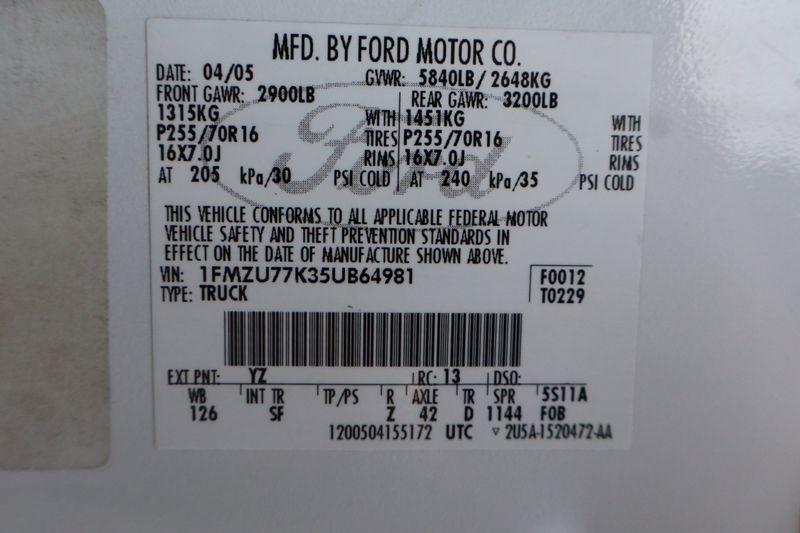 MFD. BY FORD MOTOR CO.
DATE: 04/05 GVWR: 5840LB/ 2648KG
FRONT GAWR: 2900LB REAR GAWR: 3200LB
1315KG WITH 1451KG WITH
P255/70R16 TIRES P255/70R16 TIRES
16X7.0J RIMS 16X7.0J RIMS
AT 205 kPa/30 PSI COLD AT 240 kPa/35 PSI COLD
Ford
THIS VEHICLE CONFORMS TO ALL APPLICABLE FEDERAL MOTOR
VEHICLE SAFETY AND THEFT PREVENTION STANDARDS IN
EFFECT ON THE DATE OF MANUFACTURE SHOWN ABOVE.
VIN: 1FMZU77K35UB64981 F0012
TYPE: TRUCK T0229
EXT PNT: YZ RC: 13 DSO:
WB INT TR TP/PS R AXLE TR SPR 5S11A
126 SF Z 42 D 1144 FOB
1200504155172 UTC ▽ 2U5A-1520472-AA